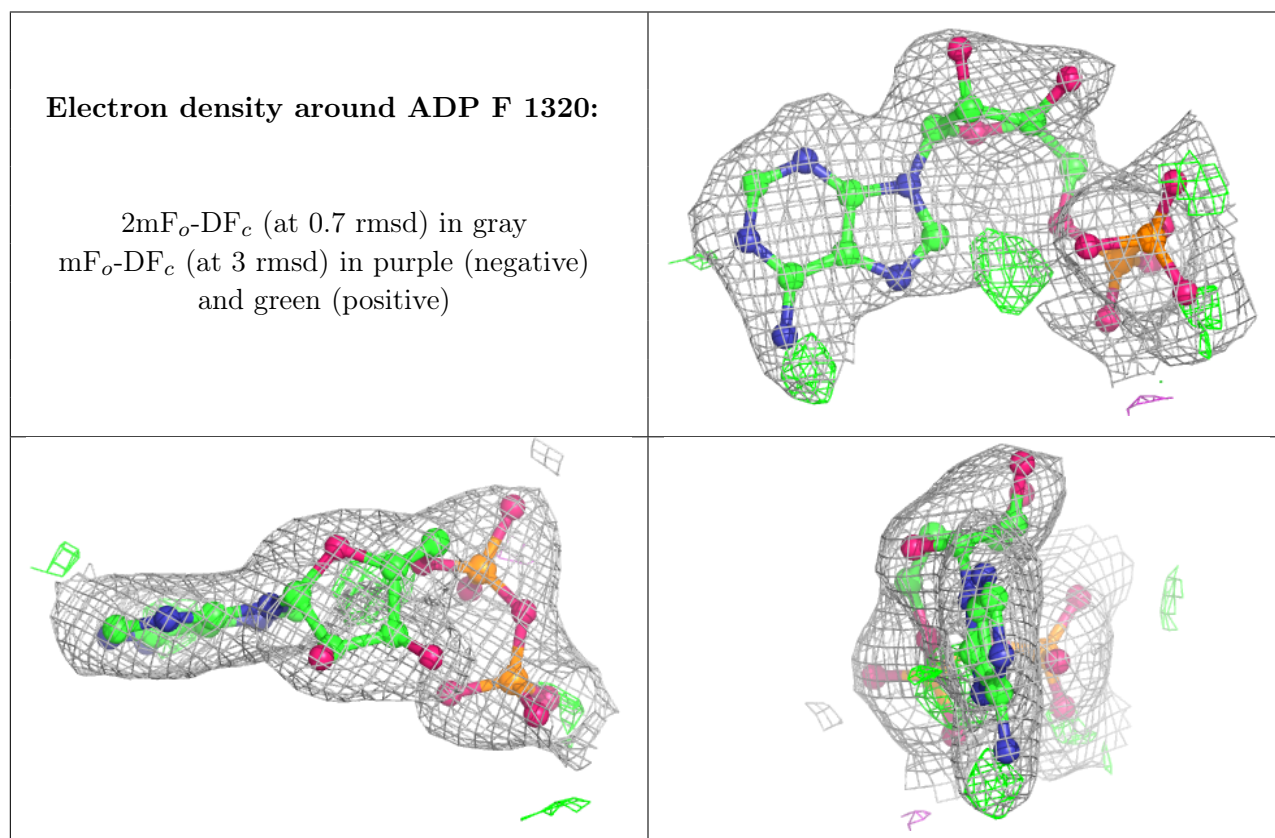 Electron density around ADP F 1320:
2mFₒ-DF𝒸 (at 0.7 rmsd) in gray
mFₒ-DF𝒸 (at 3 rmsd) in purple (negative)
and green (positive)